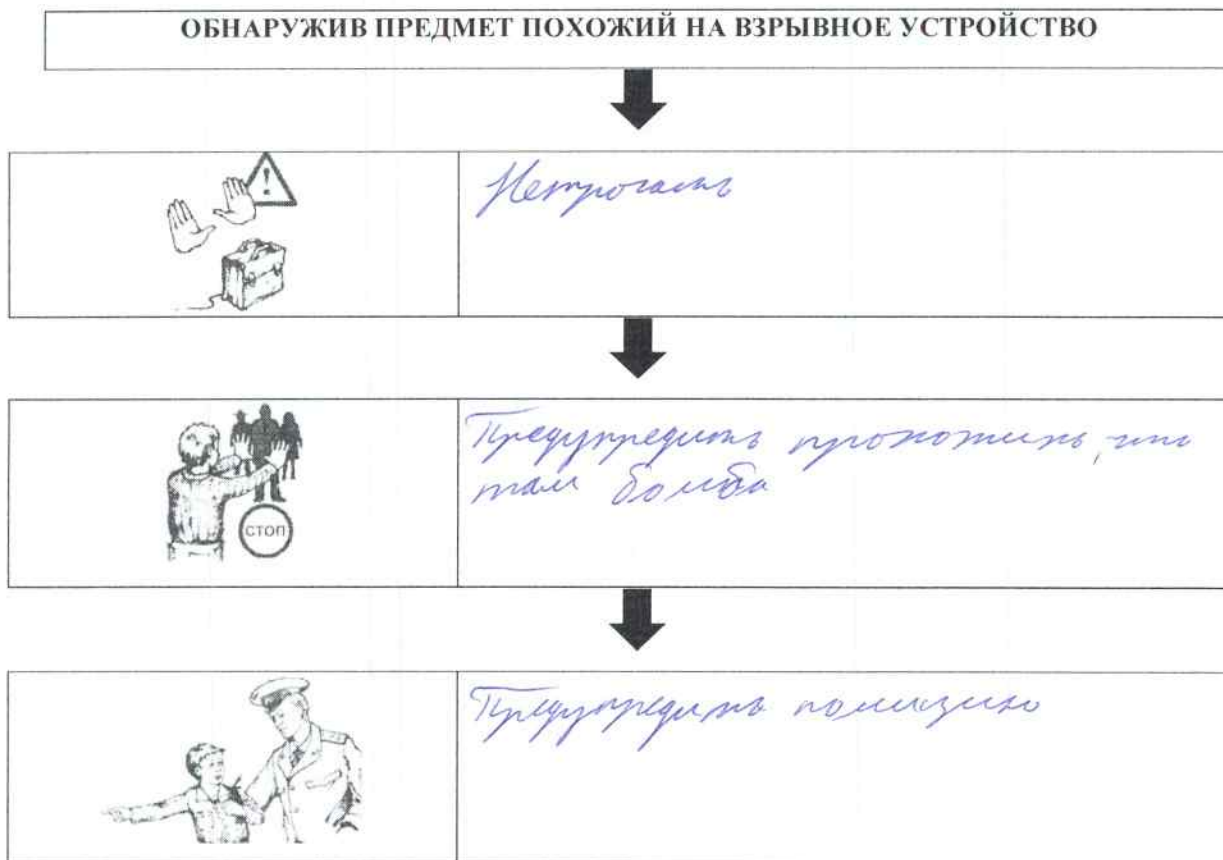 ОБНАРУЖИВ ПРЕДМЕТ ПОХОЖИЙ НА ВЗРЫВНОЕ УСТРОЙСТВО
!
Нетрогать
Предупредить прохожих, что
там бомба
СТОП
Предупредить полицию